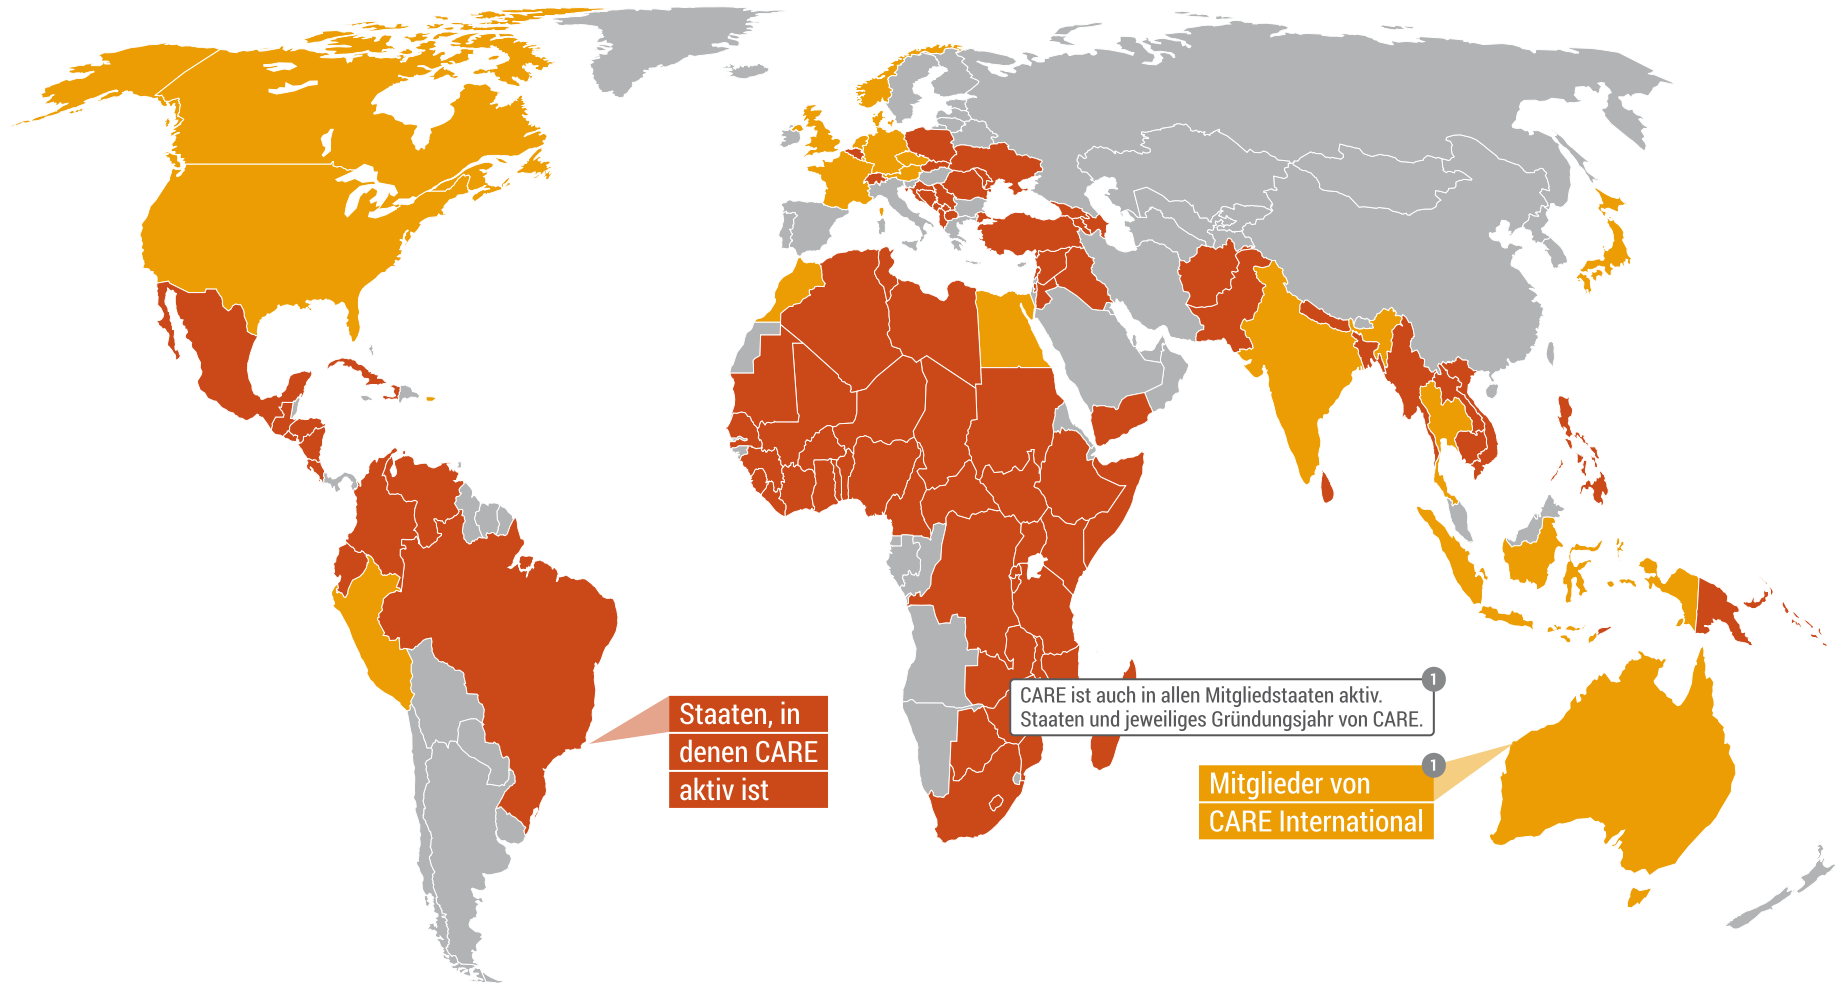 Staaten, in
denen CARE
aktiv ist
1
CARE ist auch in allen Mitgliedstaaten aktiv.
Staaten und jeweiliges Gründungsjahr von CARE.
1
Mitglieder von
CARE International